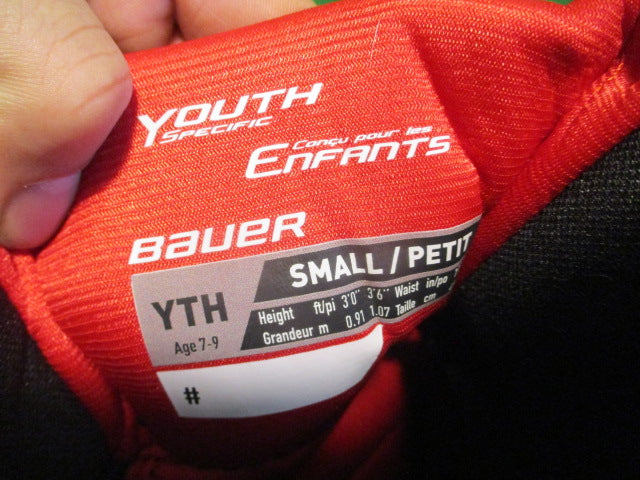 YOUTH
SPECIFIC
Conçu pour les
ENFANTS
BAUER
YTH
Age 7-9
SMALL / PETIT
Height ft/pi 3'0" 3'6" Waist in/po
Grandeur m 0.91 1.07 Taille cm
#